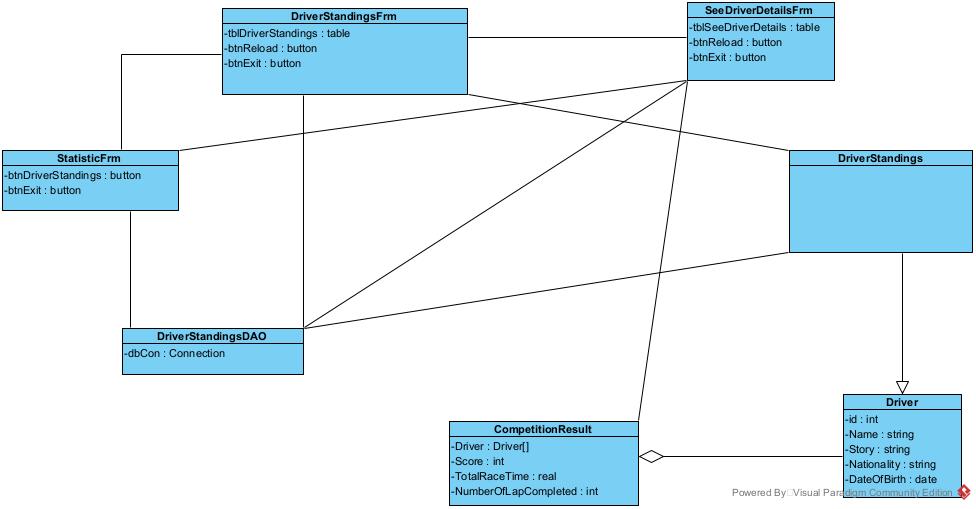 DriverStandingsFrm
-tblDriverStandings : table
-btnReload : button
-btnExit : button
SeeDriverDetailsFrm
-tblSeeDriverDetails : table
-btnReload : button
-btnExit : button
StatisticFrm
-btnDriverStandings : button
-btnExit : button
DriverStandings
DriverStandingsDAO
-dbCon : Connection
CompetitionResult
-Driver : Driver[]
-Score : int
-TotalRaceTime : real
-NumberOfLapCompleted : int
Driver
-id : int
-Name : string
-Story : string
-Nationality : string
-DateOfBirth : date
Powered By Visual Paradigm Community Edition